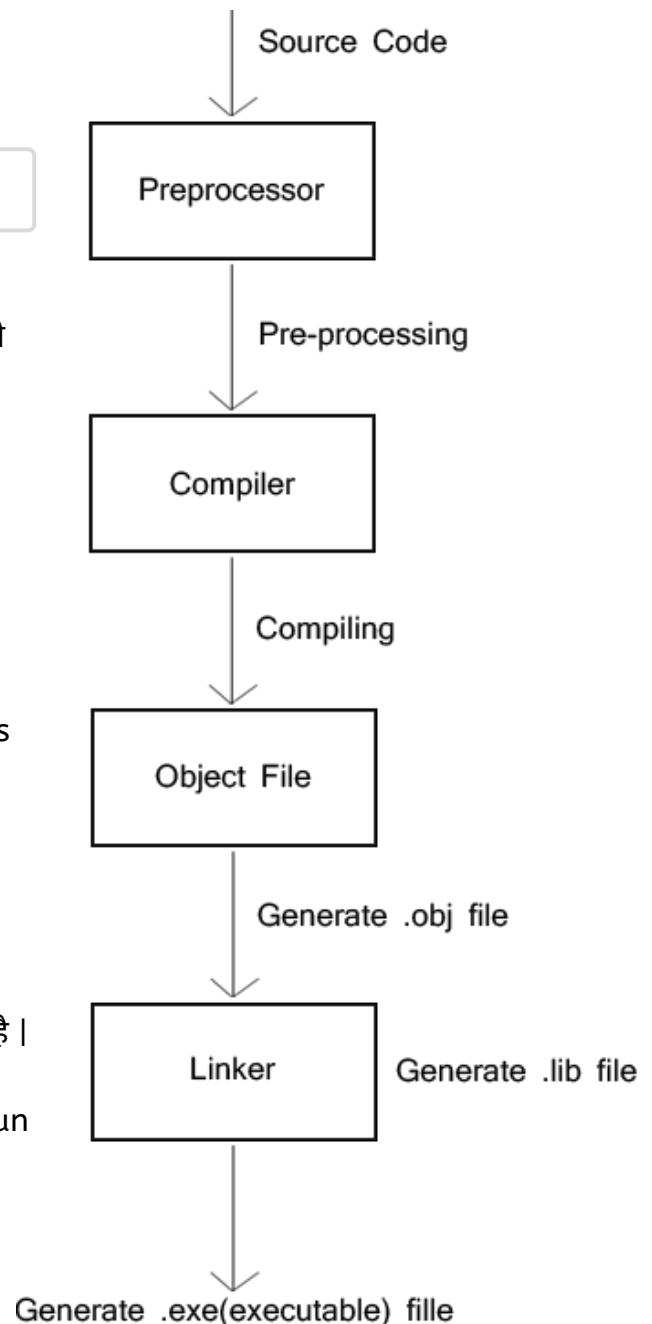 Source Code
Preprocessor
Pre-processing
Compiler
Compiling
s
Object File
Generate .obj file
है |
Linker
Generate .lib file
un
Generate .exe(executable) fille